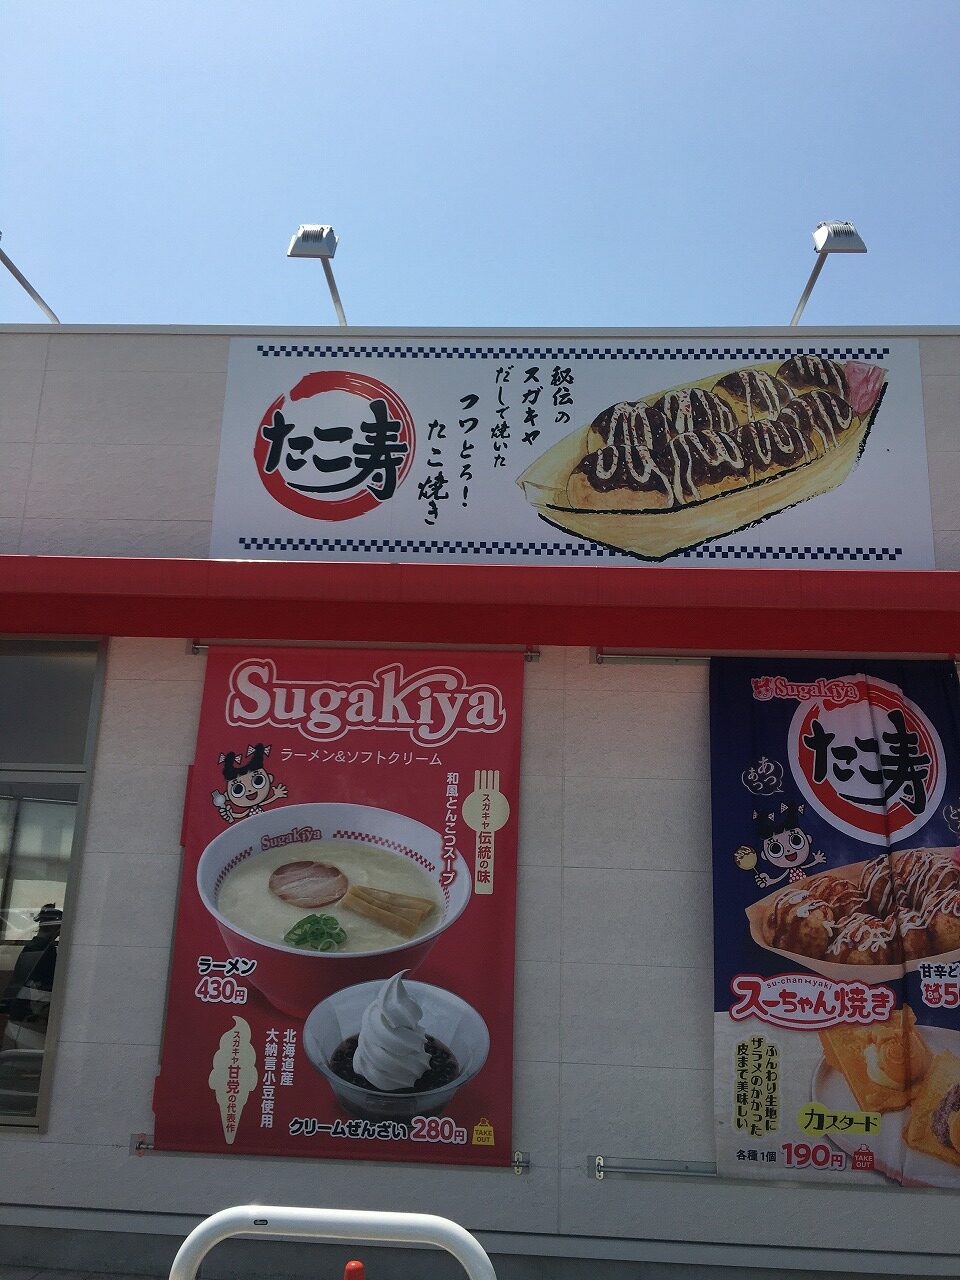 たこ寿
秘伝の
スガキヤ
だしで焼いた
フワとろ!
たこ焼き
Sugakiya
ラーメン&ソフトクリーム
和風とんこつスープ
スガキヤ伝統の味
Sugakiya
ラーメン
430円
スガキヤ甘党の代表作
北海道産
大納言小豆使用
クリームぜんざい 280円
TAKE
OUT
Sugakiya
たこ寿
su-chan yaki
スーちゃん焼き
甘辛
ふんわり生地に
ザラメのかかった
皮まで美味しい
カスタード
各種1個 190円
TAKE
OUT